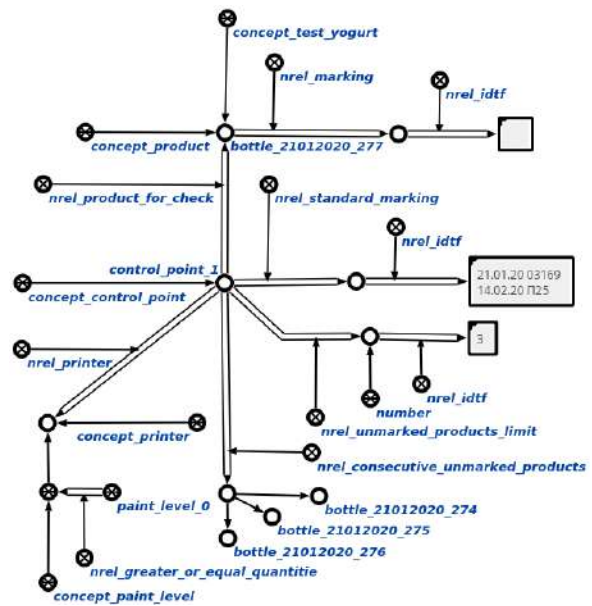 concept_test_yogurt
nrel_marking
nrel_idtf
concept_product
bottle_21012020_277
nrel_product_for_check
nrel_standard_marking
nrel_idtf
control_point_1
21.01.20 03169
14.02.20 П25
concept_control_point
3
nrel_printer
nrel_idtf
number
nrel_unmarked_products_limit
concept_printer
nrel_consecutive_unmarked_products
paint_level_0
bottle_21012020_274
bottle_21012020_275
bottle_21012020_276
nrel_greater_or_equal_quantitie
concept_paint_level